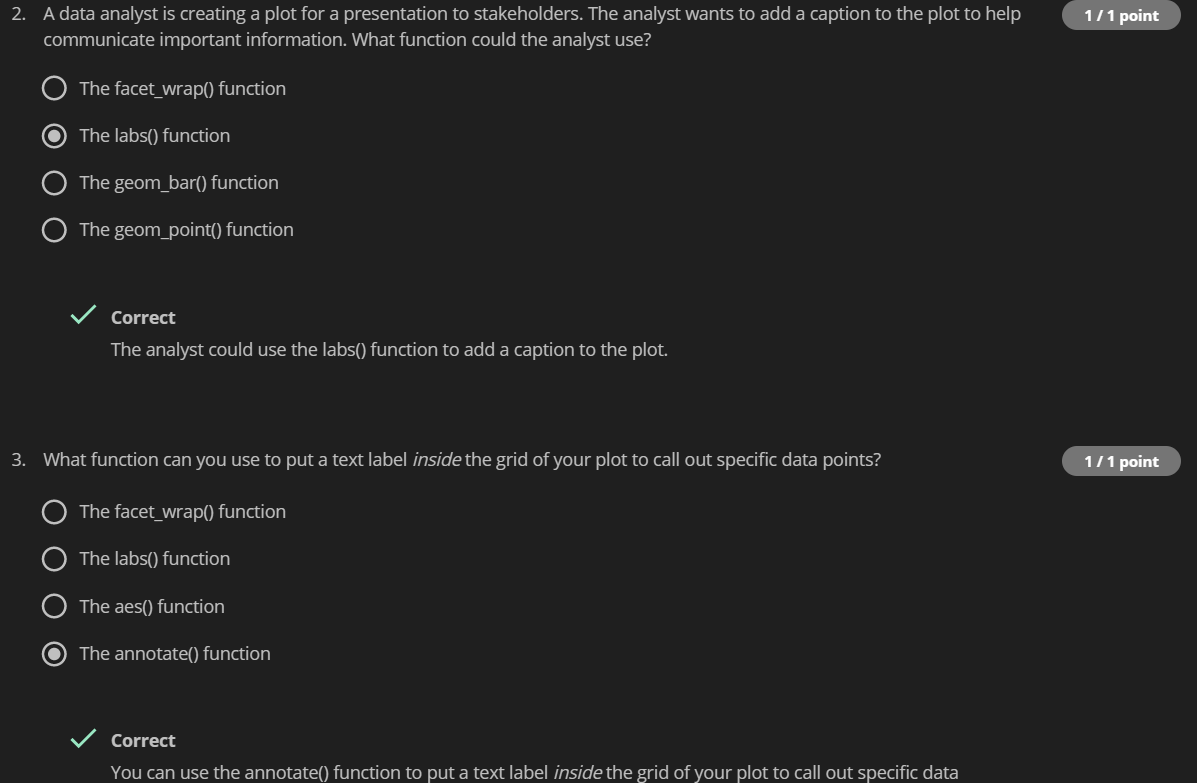 2. A data analyst is creating a plot for a presentation to stakeholders. The analyst wants to add a caption to the plot to help
1 / 1 point
communicate important information. What function could the analyst use?
The facet_wrap() function
The labs() function
The geom_bar() function
The geom_point() function
Correct
The analyst could use the labs() function to add a caption to the plot.
3. What function can you use to put a text label inside the grid of your plot to call out specific data points?
1 / 1 point
The facet_wrap() function
The labs() function
The aes() function
The annotate() function
Correct
You can use the annotate() function to put a text label inside the grid of your plot to call out specific data